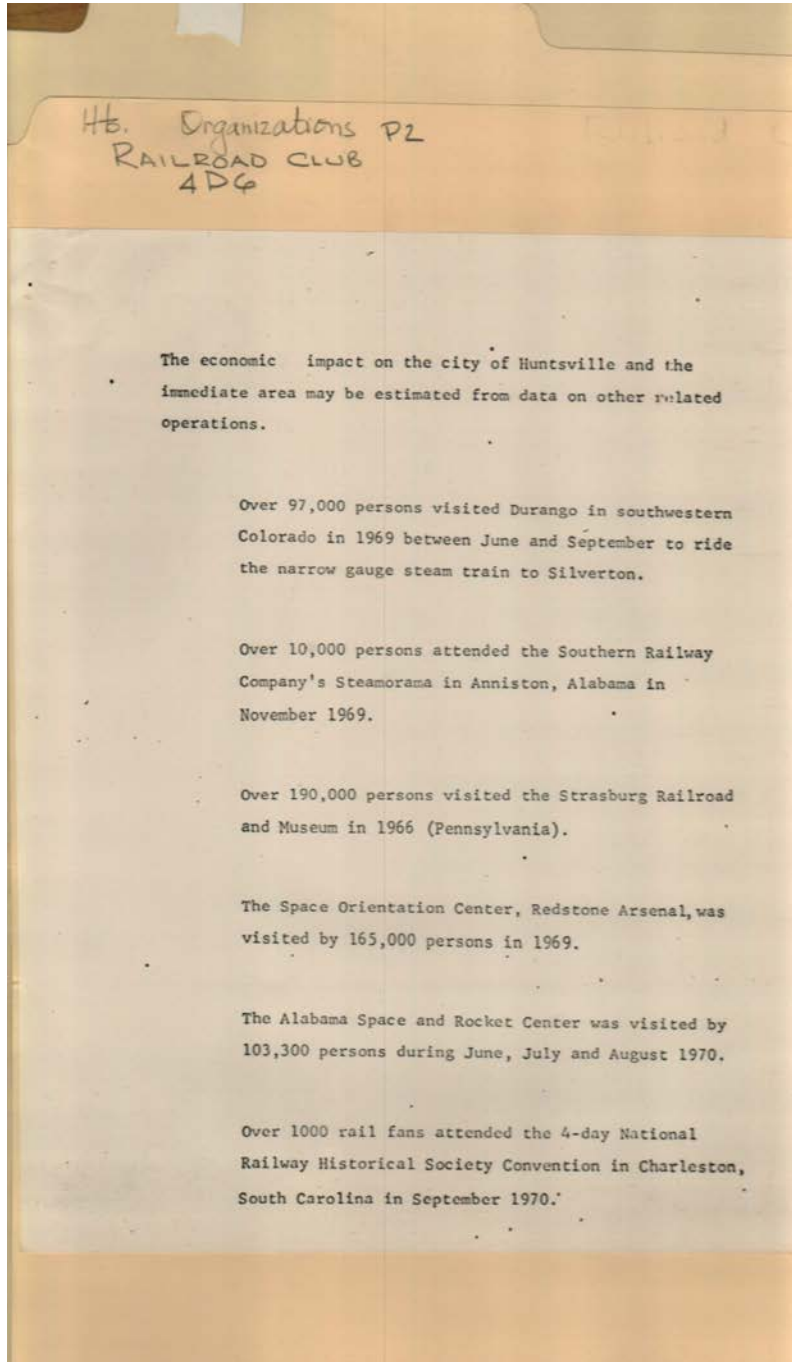 Organizations P2
RAILROAD CLUB
4D6
The economic impact on the city of Huntsville and the
immediate area may be estimated from data on other related
operations.
Over 97,000 persons visited Durango in southwestern
Colorado in 1969 between June and September to ride
the narrow gauge steam train to Silverton.
Over 10,000 persons attended the Southern Railway
Company's Steamorama in Anniston, Alabama in
November 1969.
Over 190,000 persons visited the Strasburg Railroad
and Museum in 1966 (Pennsylvania).
The Space Orientation Center, Redstone Arsenal, was
visited by 165,000 persons in 1969.
The Alabama Space and Rocket Center was visited by
103,300 persons during June, July and August 1970.
Over 1000 rail fans attended the 4-day National
Railway Historical Society Convention in Charleston,
South Carolina in September 1970.